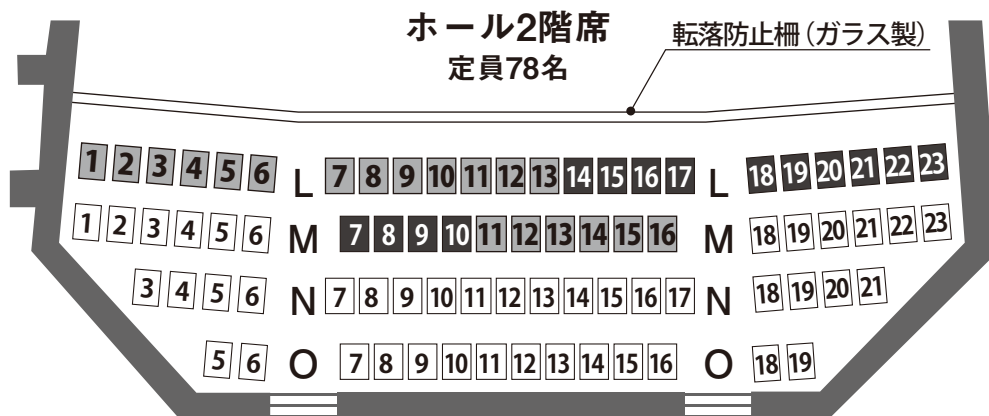 ホール2階席
定員78名
転落防止柵(ガラス製)
1 2 3 4 5 6 L 7 8 9 10 11 12 13 14 15 16 17 L 18 19 20 21 22 23
1 2 3 4 5 6 M 7 8 9 10 11 12 13 14 15 16 M 18 19 20 21 22 23
3 4 5 6 N 7 8 9 10 11 12 13 14 15 16 17 N 18 19 20 21
5 6 O 7 8 9 10 11 12 13 14 15 16 O 18 19